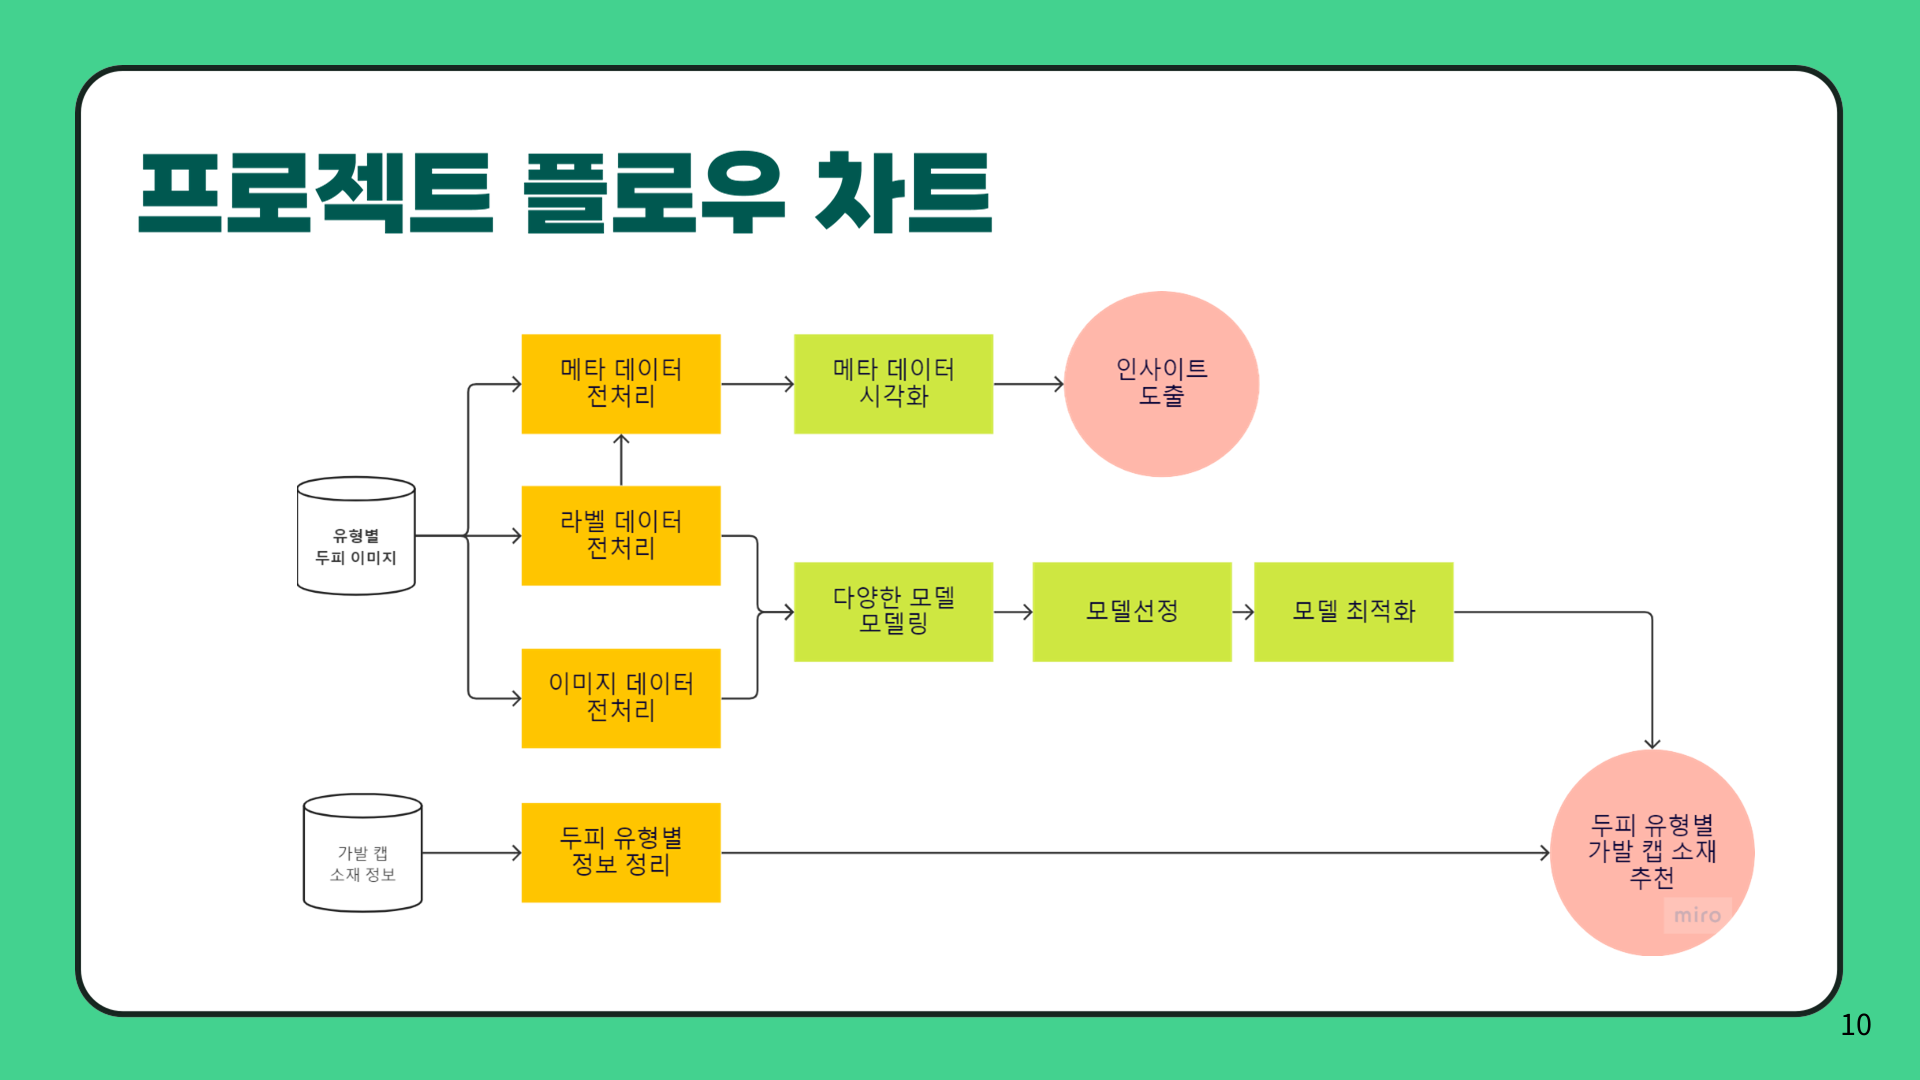 프로젝트 플로우 차트
메타 데이터
전처리
메타 데이터
시각화
인사이트
도출
유형별
두피 이미지
라벨 데이터
전처리
다양한 모델
모델링
모델선정
모델 최적화
이미지 데이터
전처리
가발 캡
소재 정보
두피 유형별
정보 정리
두피 유형별
가발 캡 소재
추천
miro
10